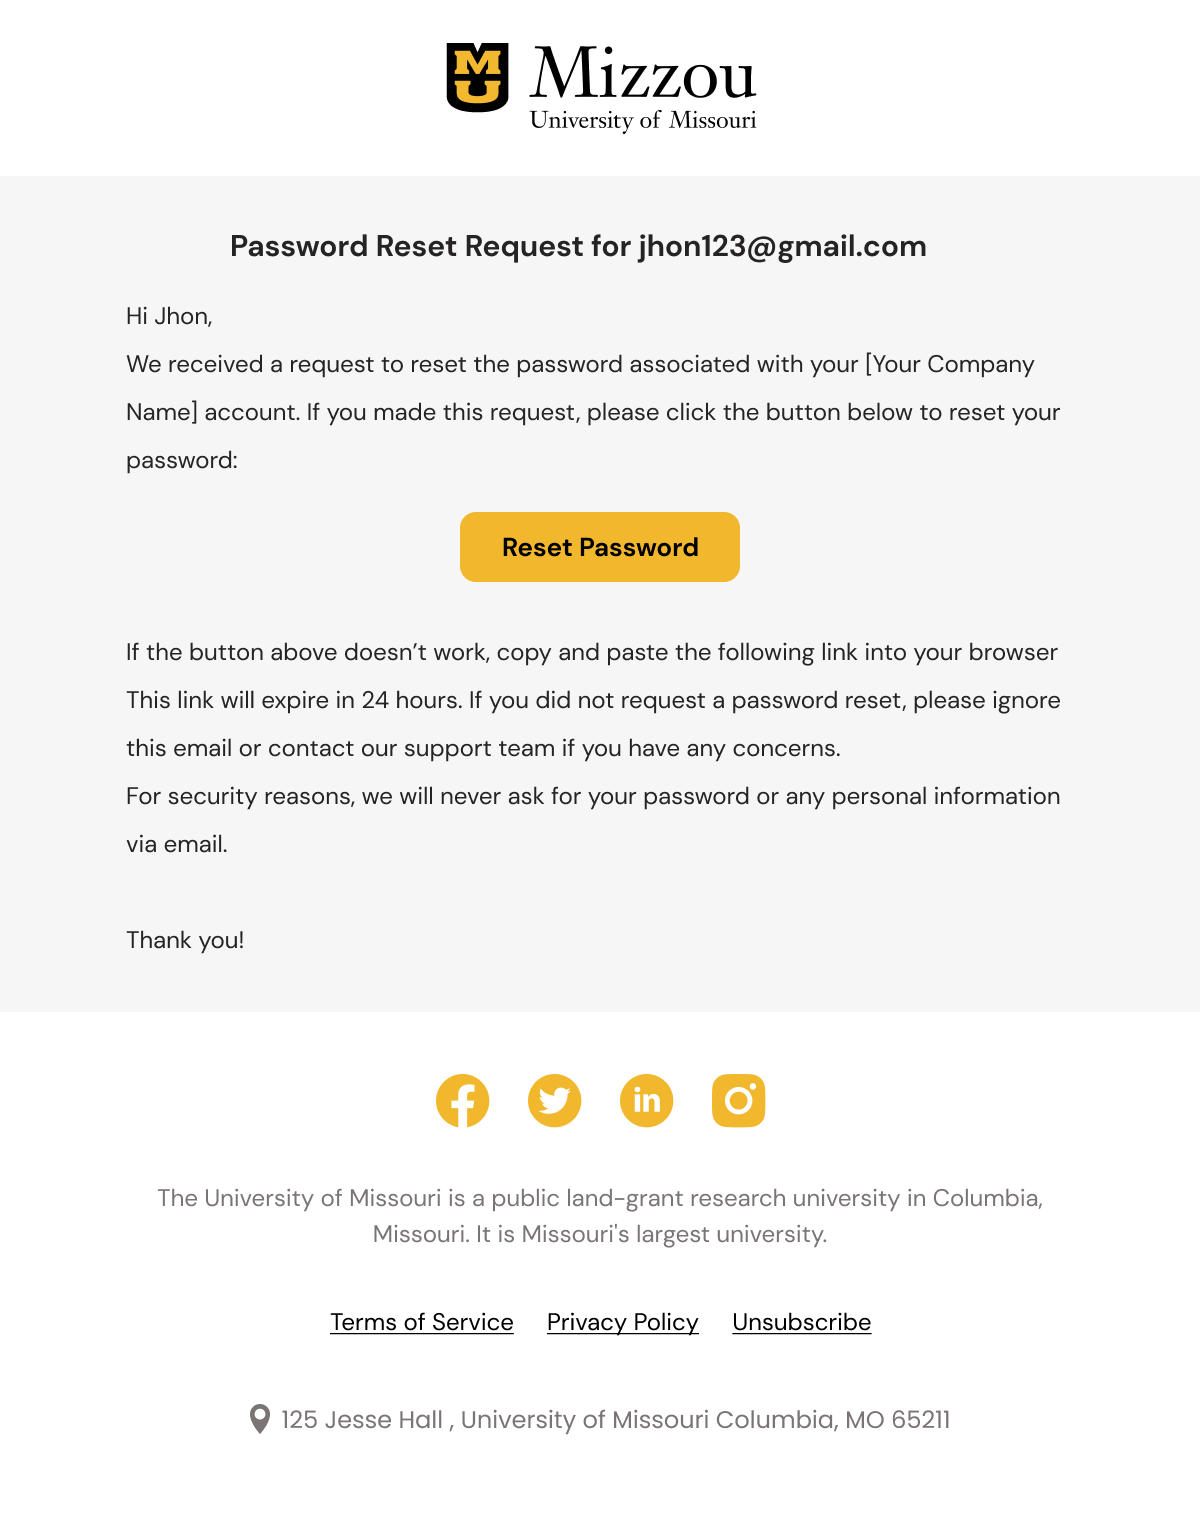 MU
Mizzou
University of Missouri
Password Reset Request for jhon123@gmail.com
Hi Jhon,
We received a request to reset the password associated with your [Your Company
Name] account. If you made this request, please click the button below to reset your
password:
Reset Password
If the button above doesn’t work, copy and paste the following link into your browser
This link will expire in 24 hours. If you did not request a password reset, please ignore
this email or contact our support team if you have any concerns.
For security reasons, we will never ask for your password or any personal information
via email.
Thank you!
The University of Missouri is a public land-grant research university in Columbia,
Missouri. It is Missouri's largest university.
Terms of Service Privacy Policy Unsubscribe
125 Jesse Hall , University of Missouri Columbia, MO 65211